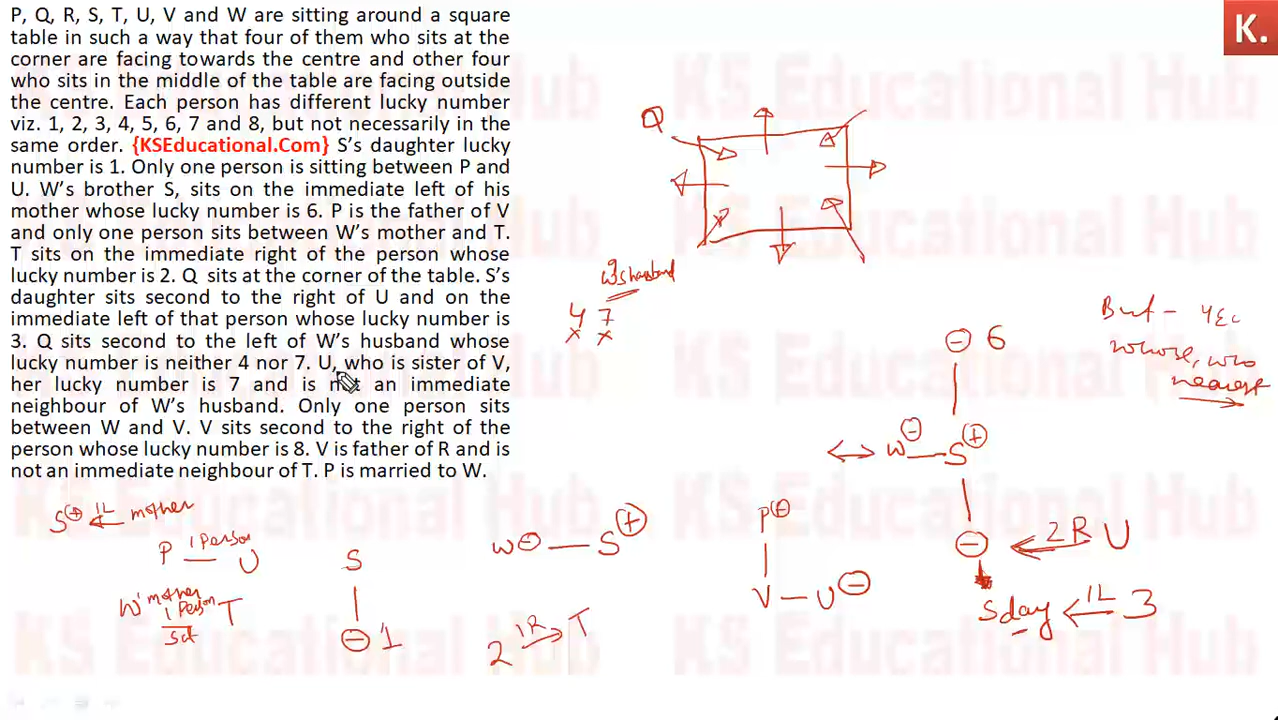 P, Q, R, S, T, U, V and W are sitting around a square
table in such a way that four of them who sits at the
corner are facing towards the centre and other four
who sits in the middle of the table are facing outside
the centre. Each person has different lucky number
viz. 1, 2, 3, 4, 5, 6, 7 and 8, but not necessarily in the
same order. {KSEducational.Com} S's daughter lucky
number is 1. Only one person is sitting between P and
U. W's brother S, sits on the immediate left of his
mother whose lucky number is 6. P is the father of V
and only one person sits between W's mother and T.
T sits on the immediate right of the person whose
lucky number is 2. Q sits at the corner of the table. S's
daughter sits second to the right of U and on the
immediate left of that person whose lucky number is
3. Q sits second to the left of W's husband whose
lucky number is neither 4 nor 7. U, who is sister of V,
her lucky number is 7 and is not an immediate
neighbour of W's husband. Only one person sits
between W and V. V sits second to the right of the
person whose lucky number is 8. V is father of R and is
not an immediate neighbour of T. P is married to W.
K.
KS Educational Hub
Q
W's husband
4 7
x x
But -
whose, who
nearest
6
W — S +
2R U
Sday 1L 3
P +
V — U
S + 1L mother
P 1 Person U
W' mother 1 Person T
S
1
W — S +
2 1R T